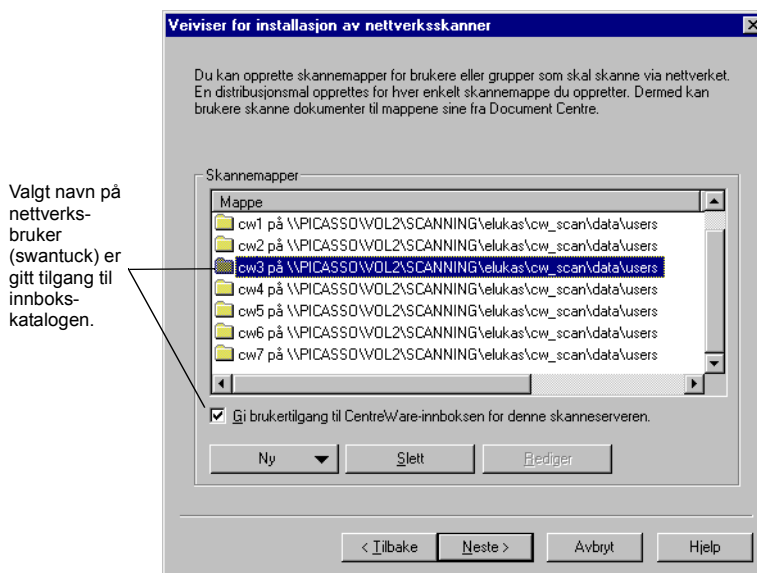 Veiviser for installasjon av nettverksskanner
Du kan opprette skannemapper for brukere eller grupper som skal skanne via nettverket.
En distribusjonsmal opprettes for hver enkelt skannemappe du oppretter. Dermed kan
brukere skanne dokumenter til mappene sine fra Document Centre.
Valgt navn på
nettverks-
bruker
(swantuck) er
gitt tilgang til
innboks-
katalogen.
Skannemapper
Mappe
cw1 på \\PICASSO\VOL2\SCANNING\elukas\cw_scan\data\users
cw2 på \\PICASSO\VOL2\SCANNING\elukas\cw_scan\data\users
cw3 på \\PICASSO\VOL2\SCANNING\elukas\cw_scan\data\users
cw4 på \\PICASSO\VOL2\SCANNING\elukas\cw_scan\data\users
cw5 på \\PICASSO\VOL2\SCANNING\elukas\cw_scan\data\users
cw6 på \\PICASSO\VOL2\SCANNING\elukas\cw_scan\data\users
cw7 på \\PICASSO\VOL2\SCANNING\elukas\cw_scan\data\users
Gi brukertilgang til CentreWare-innboksen for denne skanneserveren.
Ny Slett Rediger
< Tilbake Neste > Avbryt Hjelp